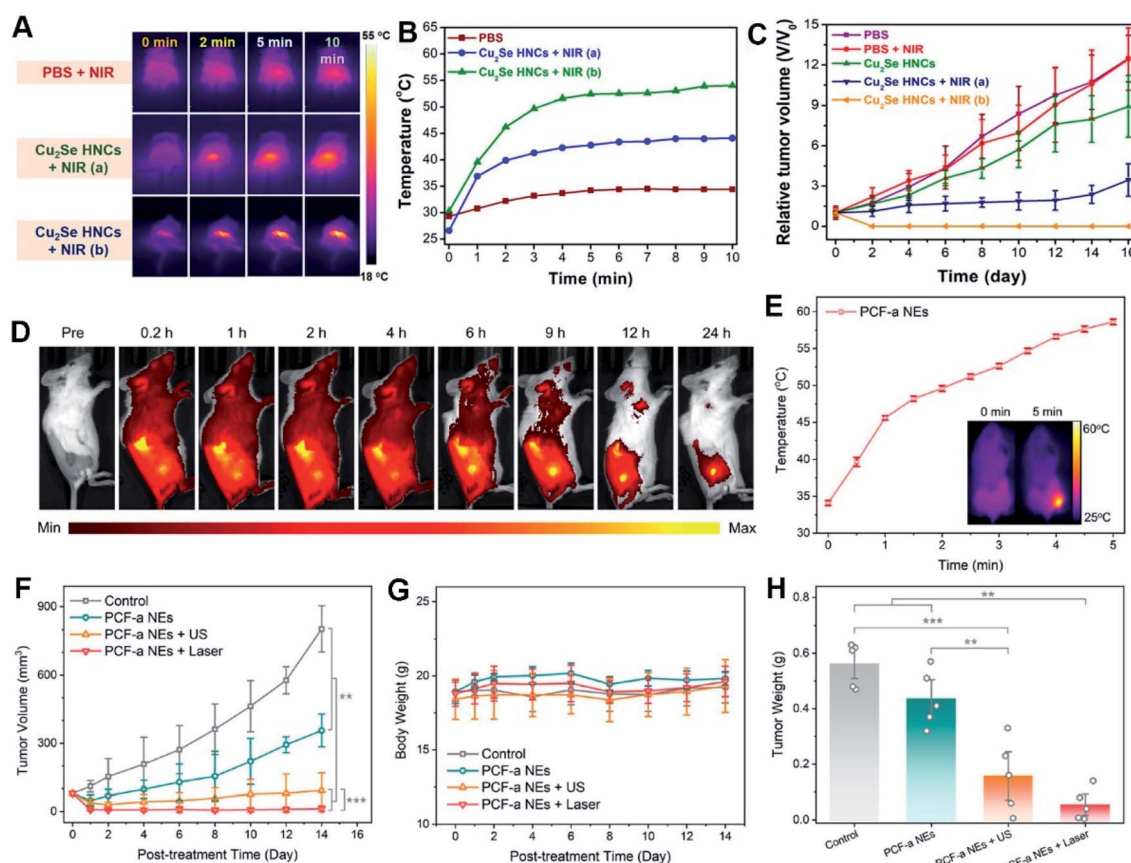 A
0 min
2 min
5 min
10 min
55 °C
PBS + NIR
Cu₂Se HNCs
+ NIR (a)
Cu₂Se HNCs
+ NIR (b)
18 °C
B
PBS
Cu₂Se HNCs + NIR (a)
Cu₂Se HNCs + NIR (b)
Temperature (°C)
60
55
50
45
40
35
30
25
0 1 2 3 4 5 6 7 8 9 10
Time (min)
C
PBS
PBS + NIR
Cu₂Se HNCs
Cu₂Se HNCs + NIR (a)
Cu₂Se HNCs + NIR (b)
Relative tumor volume (V/V₀)
15
12
9
6
3
0
0 2 4 6 8 10 12 14 16
Time (day)
D
Pre 0.2 h 1 h 2 h 4 h 6 h 9 h 12 h 24 h
Min Max
E
PCF-a NEs
Temperature (°C)
60
55
50
45
40
35
30
0 min 5 min
60°C
25°C
0 1 2 3 4 5
Time (min)
F
Control
PCF-a NEs
PCF-a NEs + US
PCF-a NEs + Laser
Tumor Volume (mm³)
900
600
300
0
**
***
0 2 4 6 8 10 12 14 16
Post-treatment Time (Day)
G
Body Weight (g)
25
20
15
10
Control
PCF-a NEs
PCF-a NEs + US
PCF-a NEs + Laser
0 2 4 6 8 10 12 14
Post-treatment Time (Day)
H
Tumor Weight (g)
0.8
0.6
0.4
0.2
0.0
**
***
**
Control
PCF-a NEs
PCF-a NEs + US
PCF-a NEs + Laser